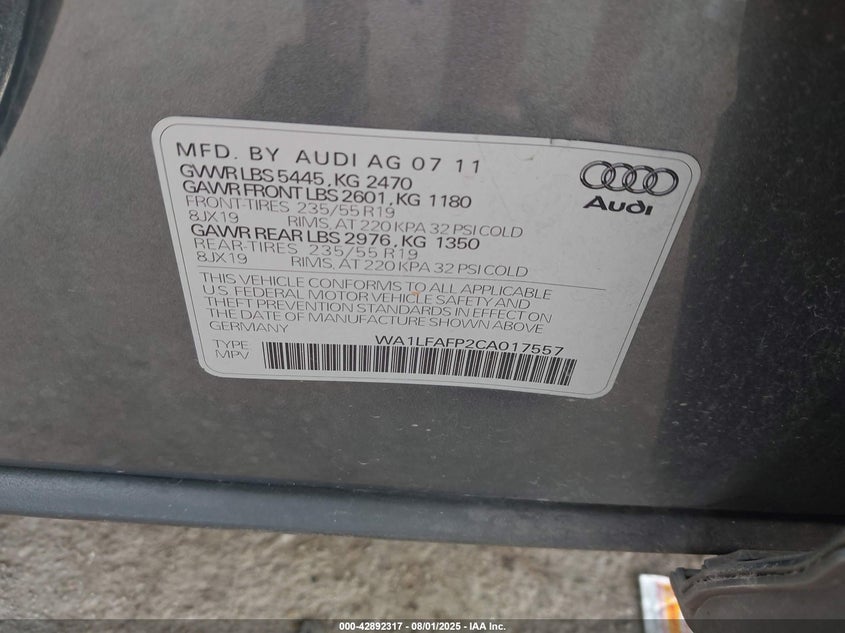 MFD. BY AUDI AG 07 11
GVWR LBS 5445, KG 2470
GAWR FRONT LBS 2601, KG 1180
FRONT-TIRES 235/55 R19
8JX19 RIMS, AT 220 KPA 32 PSI COLD
GAWR REAR LBS 2976, KG 1350
REAR-TIRES 235/55 R19
8JX19 RIMS, AT 220 KPA 32 PSI COLD
THIS VEHICLE CONFORMS TO ALL APPLICABLE
U.S. FEDERAL MOTOR VEHICLE SAFETY AND
THEFT PREVENTION STANDARDS IN EFFECT ON
THE DATE OF MANUFACTURE SHOWN ABOVE
GERMANY
TYPE WA1LFAFP2CA017557
MPV
Audi
000-42892317 - 08/01/2025 - IAA Inc.